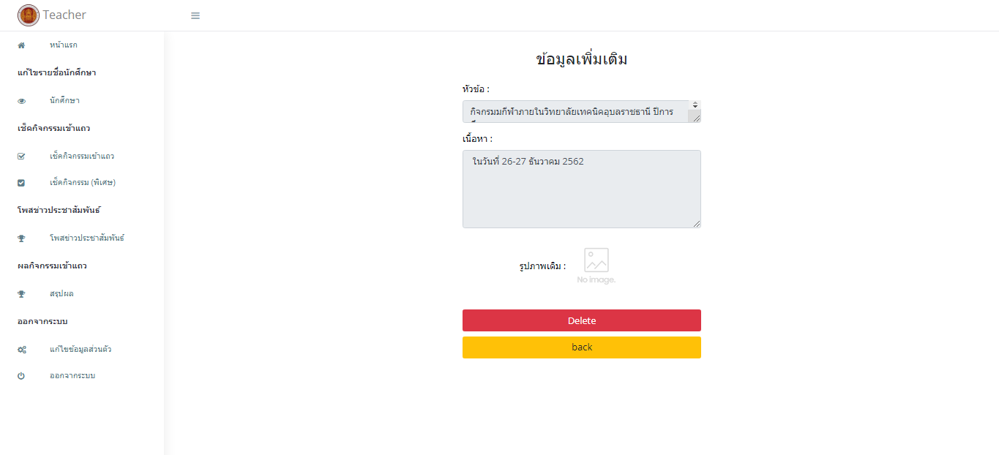 Teacher
หน้าแรก
แก้ไขรายชื่อนักศึกษา
นักศึกษา
เช็คกิจกรรมเข้าแถว
เช็คกิจกรรมเข้าแถว
เช็คกิจกรรม (พิเศษ)
โพสข่าวประชาสัมพันธ์
โพสข่าวประชาสัมพันธ์
ผลกิจกรรมเข้าแถว
สรุปผล
ออกจากระบบ
แก้ไขข้อมูลส่วนตัว
ออกจากระบบ
ข้อมูลเพิ่มเติม
หัวข้อ :
กิจกรมมกีฬาภายในวิทยาลัยเทคนิคอุบลราชธานี ปีการ
เนื้อหา :
ในวันที่ 26-27 ธันวาคม 2562
รูปภาพเดิม :
No image.
Delete
back